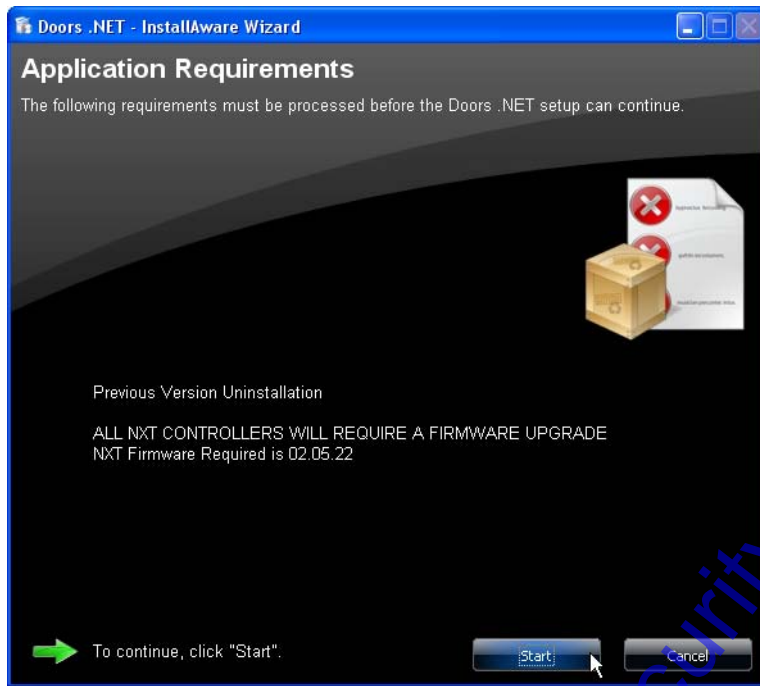 Doors .NET - InstallAware Wizard
Application Requirements
The following requirements must be processed before the Doors .NET setup can continue.
Previous Version Uninstallation
ALL NXT CONTROLLERS WILL REQUIRE A FIRMWARE UPGRADE
NXT Firmware Required is 02.05.22
To continue, click "Start".
Start
Cancel